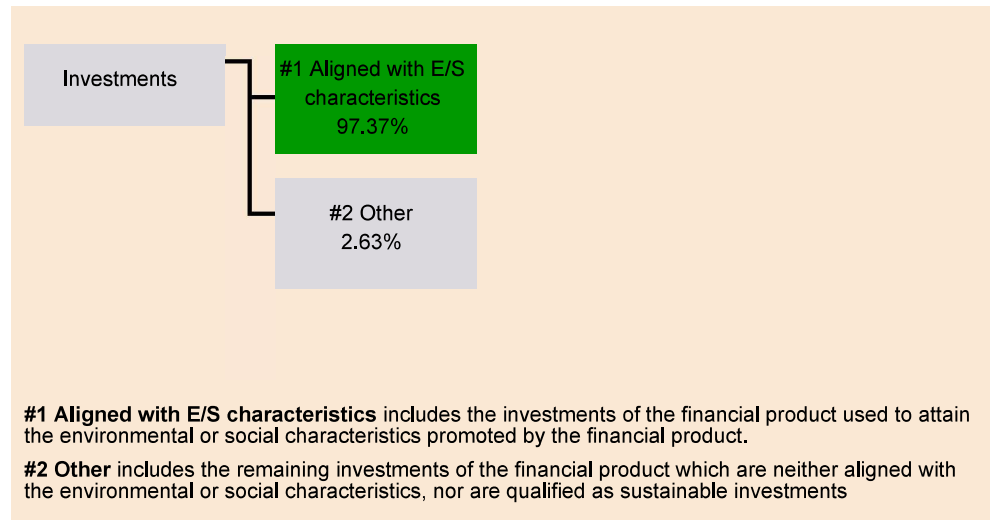 Investments
#1 Aligned with E/S
characteristics
97.37%
#2 Other
2.63%
#1 Aligned with E/S characteristics includes the investments of the financial product used to attain
the environmental or social characteristics promoted by the financial product.
#2 Other includes the remaining investments of the financial product which are neither aligned with
the environmental or social characteristics, nor are qualified as sustainable investments